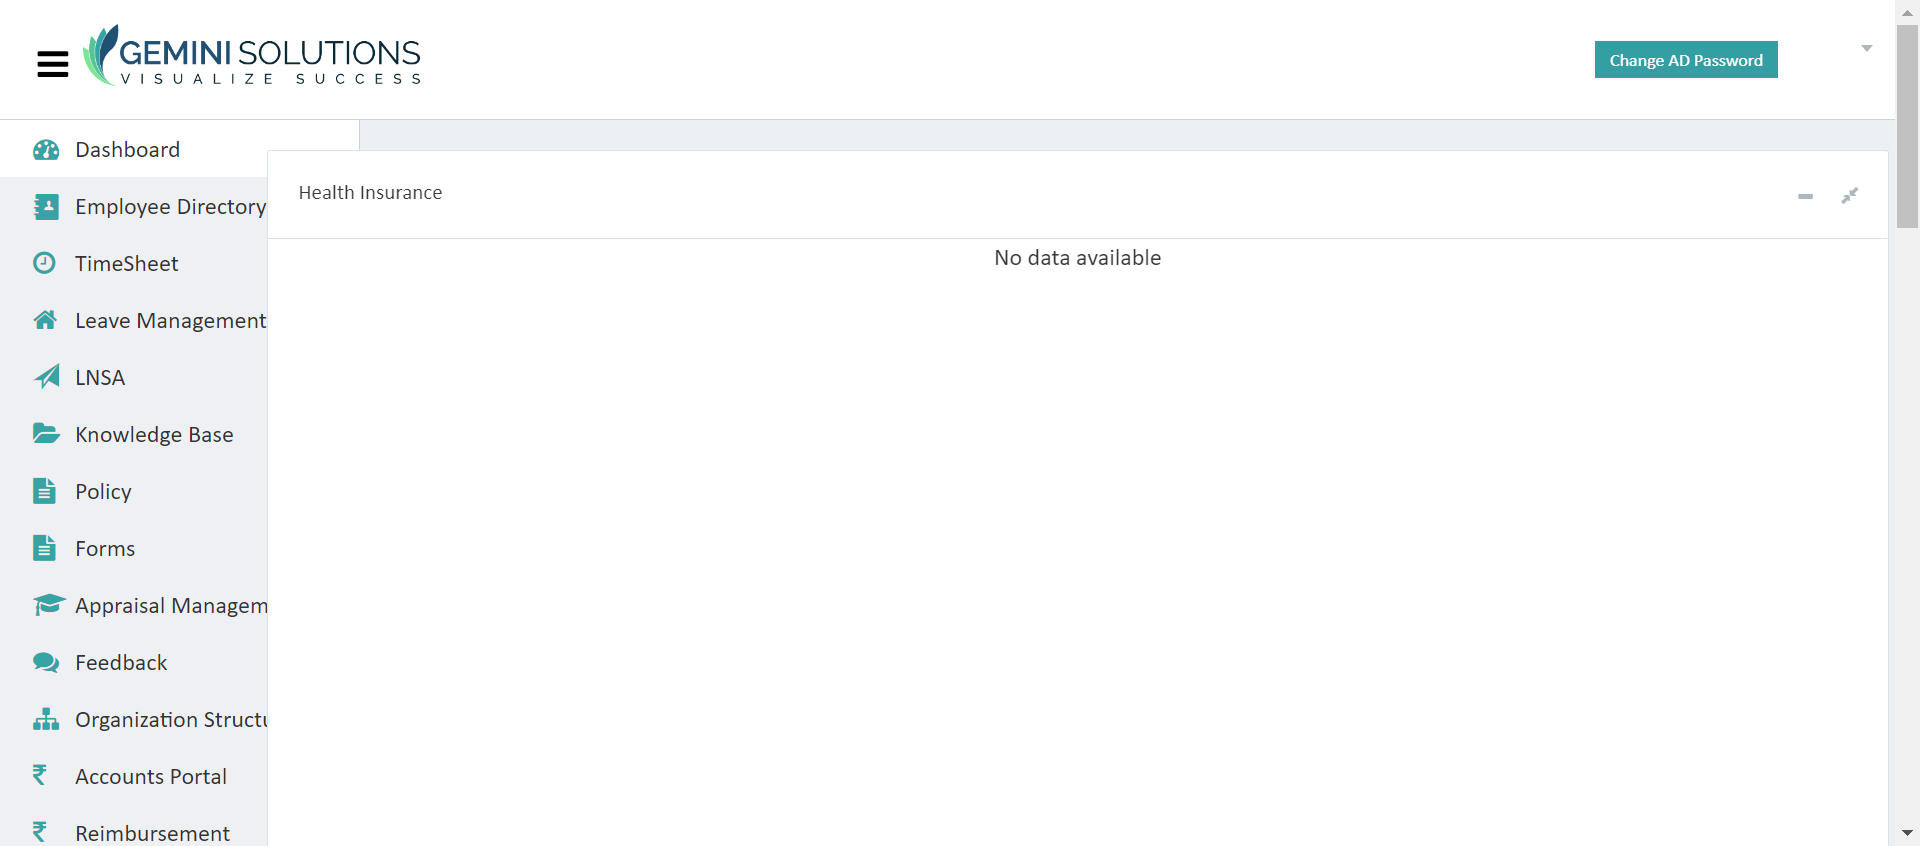 GEMINI SOLUTIONS
VISUALIZE SUCCESS
Change AD Password
Dashboard
Employee Directory
TimeSheet
Leave Management
LNSA
Knowledge Base
Policy
Forms
Appraisal Managem
Feedback
Organization Structu
Accounts Portal
Reimbursement
Health Insurance
No data available